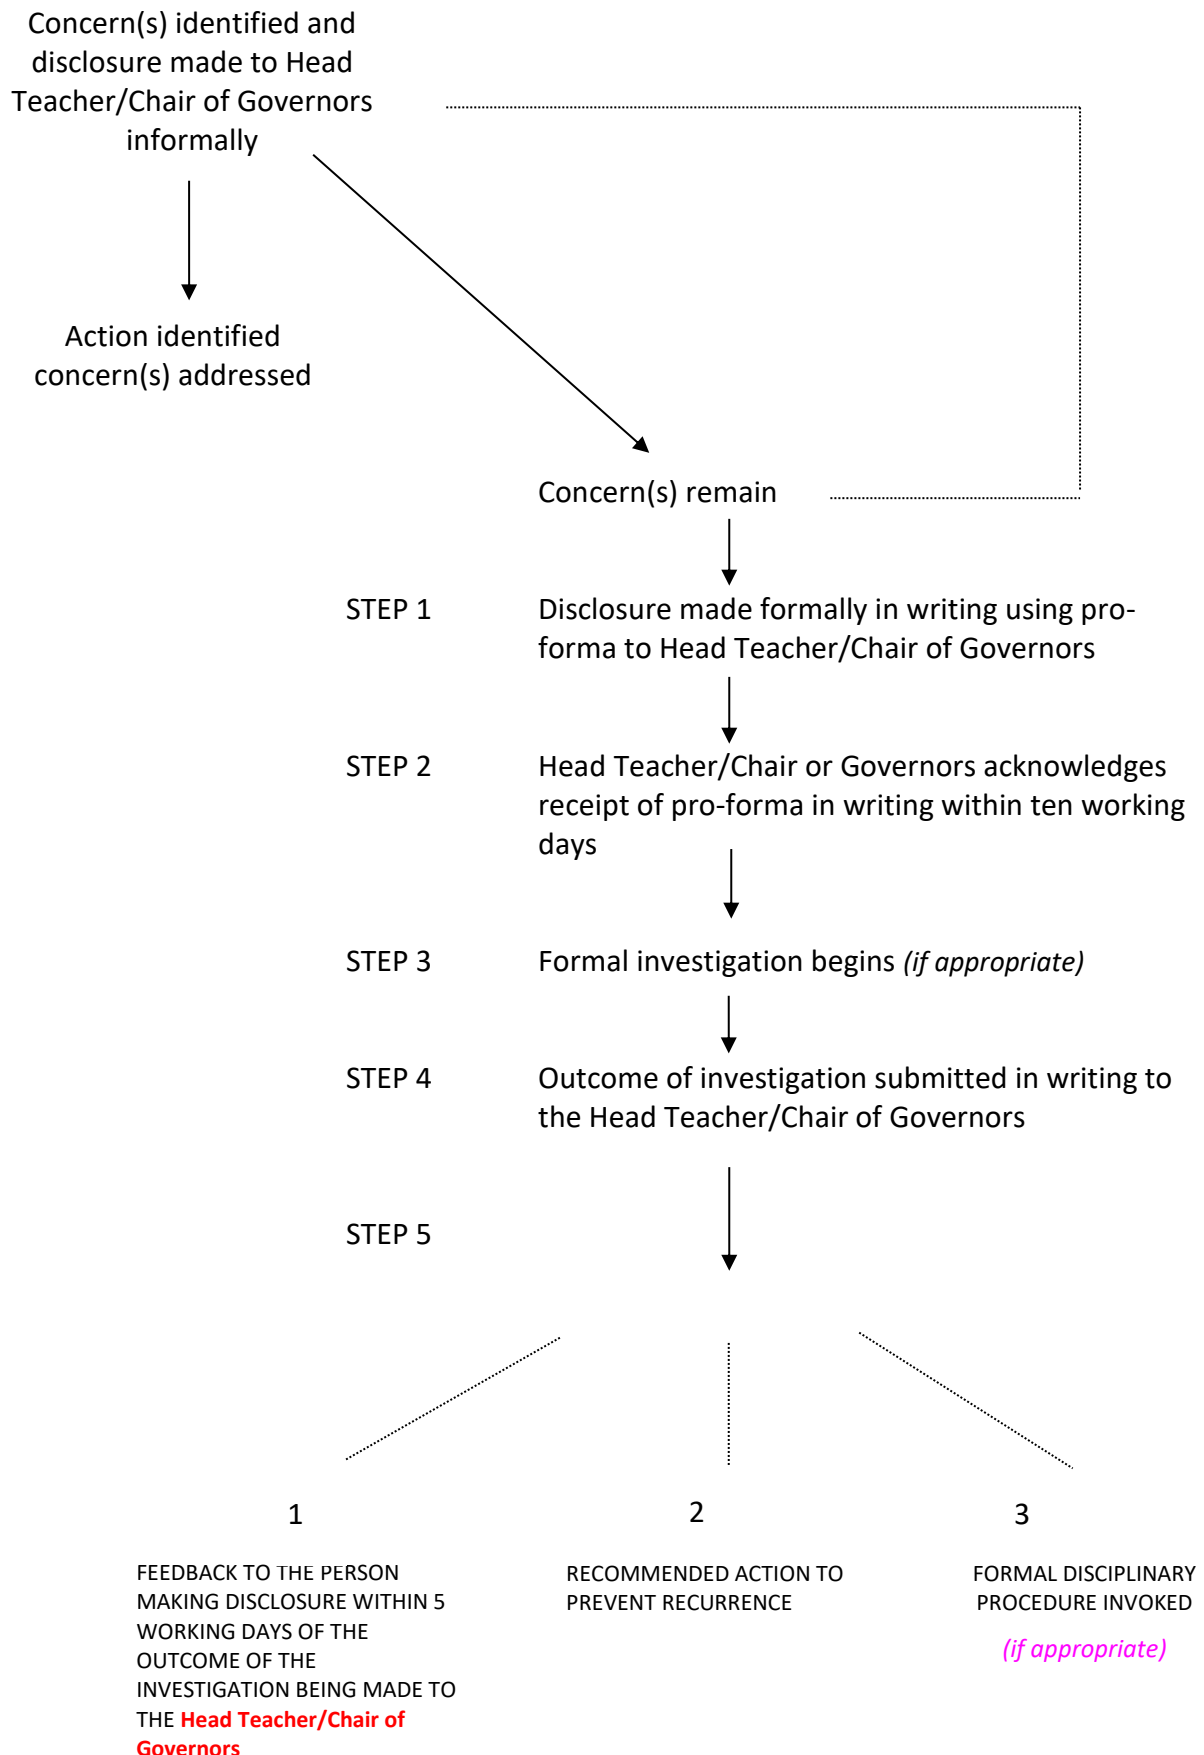 Concern(s) identified and
disclosure made to Head
Teacher/Chair of Governors
informally
Action identified
concern(s) addressed
Concern(s) remain
STEP 1
Disclosure made formally in writing using pro-
forma to Head Teacher/Chair of Governors
STEP 2
Head Teacher/Chair or Governors acknowledges
receipt of pro-forma in writing within ten working
days
STEP 3
Formal investigation begins (if appropriate)
STEP 4
Outcome of investigation submitted in writing to
the Head Teacher/Chair of Governors
STEP 5
1
FEEDBACK TO THE PERSON
MAKING DISCLOSURE WITHIN 5
WORKING DAYS OF THE
OUTCOME OF THE
INVESTIGATION BEING MADE TO
THE Head Teacher/Chair of
Governors
2
RECOMMENDED ACTION TO
PREVENT RECURRENCE
3
FORMAL DISCIPLINARY
PROCEDURE INVOKED
(if appropriate)